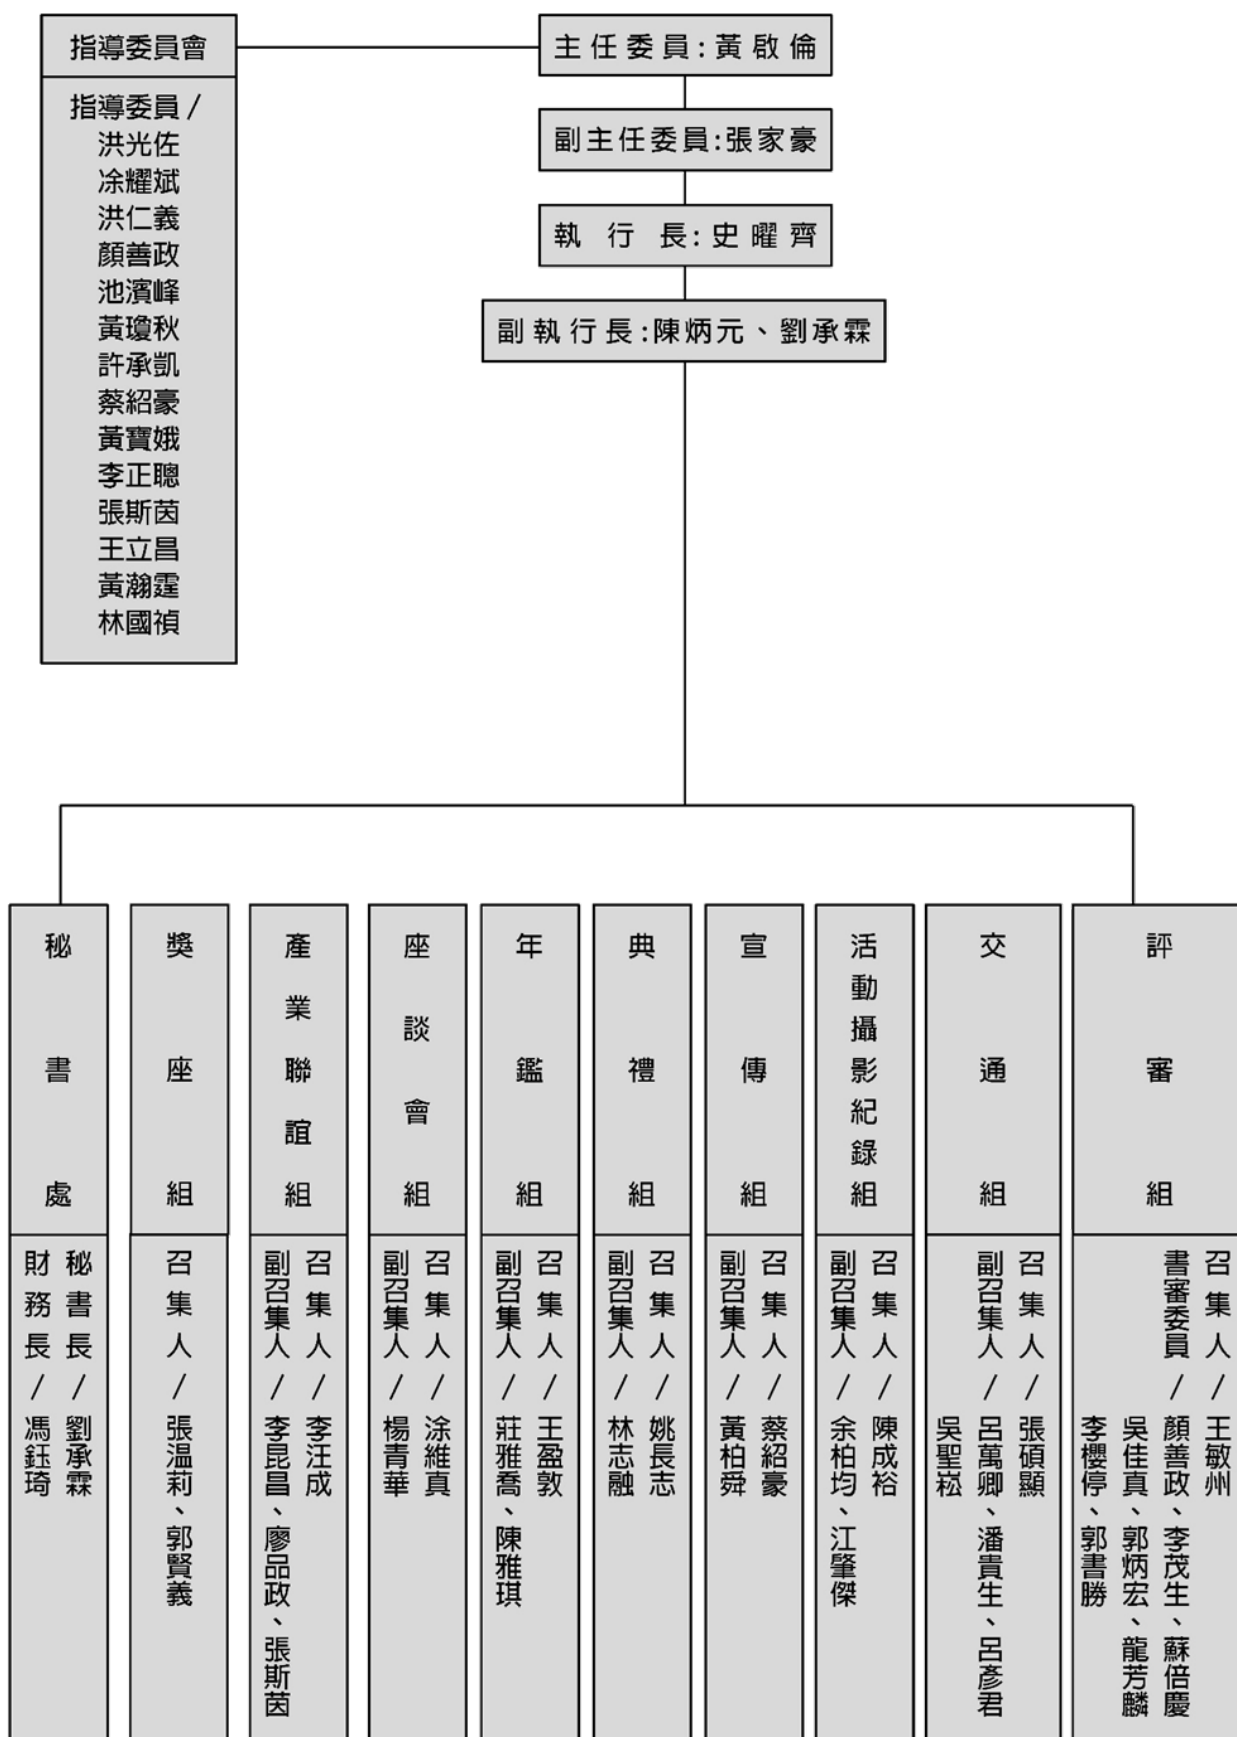 指導委員會
指導委員/
洪光佐
凃耀斌
洪仁義
顏善政
池濱峰
黃瓊秋
許承凱
蔡紹豪
黃寶娥
李正聰
張斯茵
王立昌
黃瀚霆
林國禎
主任委員:黃啟倫
副主任委員:張家豪
執行長:史曜齊
副執行長:陳炳元、劉承霖
秘書處
秘書長/劉承霖
財務長/馮鈺琦
獎座組
召集人/張温莉、郭賢義
產業聯誼組
召集人/李汪成
副召集人/李昆昌、廖品政、張斯茵
座談會組
召集人/涂維真
副召集人/楊青華
年鑑組
召集人/王盈敦
副召集人/莊雅喬、陳雅琪
典禮組
召集人/姚長志
副召集人/林志融
宣傳組
召集人/蔡紹豪
副召集人/黃柏舜
活動攝影紀錄組
召集人/陳成裕
副召集人/余柏均、江肇傑
交通組
召集人/張碩顯
副召集人/呂萬卿、潘貴生、呂彥君
吳聖崧
評審組
召集人/王敏州
書審委員/顏善政、李茂生、蘇倍慶
吳佳真、郭炳宏、龍芳麟
李櫻停、郭書勝